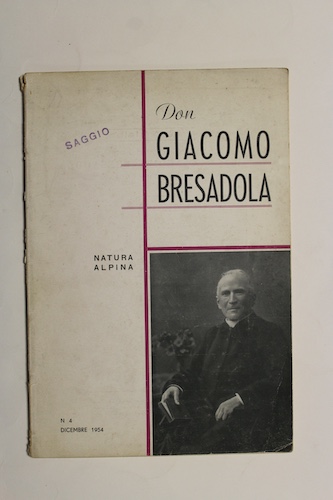 Don
GIACOMO
BRESADOLA
SAGGIO
NATURA
ALPINA
N 4
DICEMBRE 1954